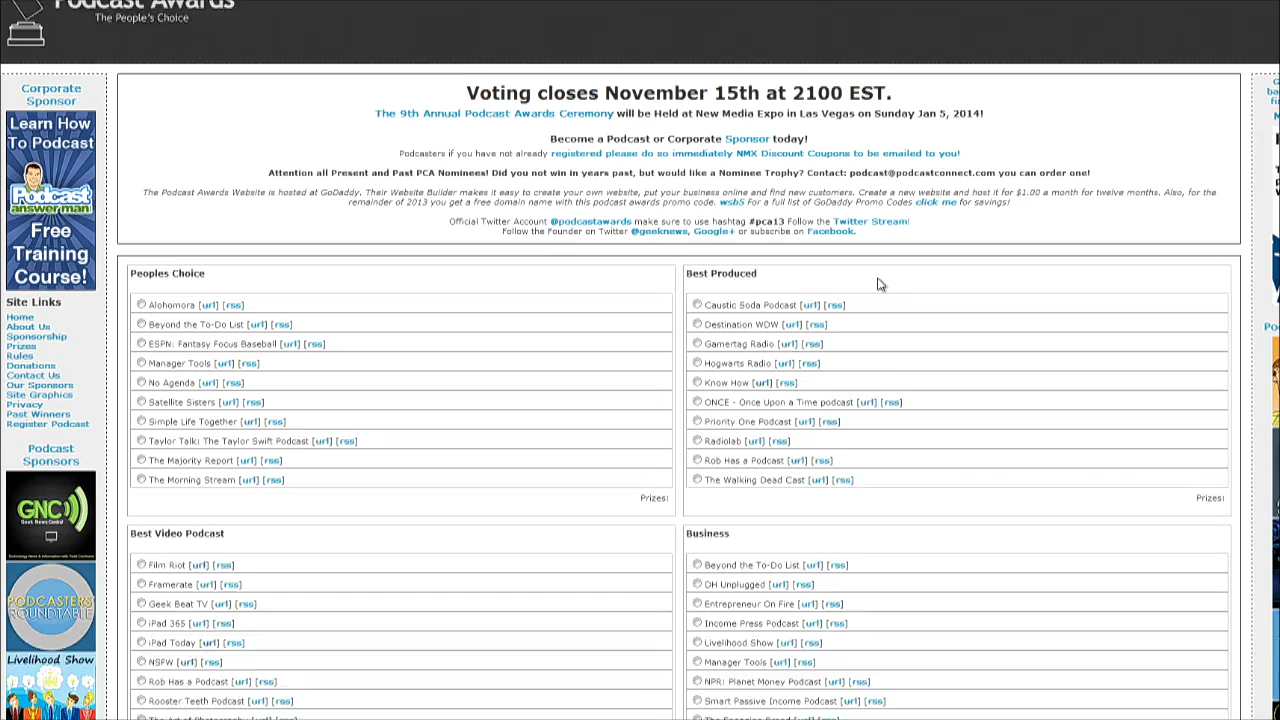 Podcast Awards
The People's Choice
Corporate
Sponsor
Learn How
To Podcast
Podcast
answer man
Free
Training
Course!
Site Links
Home
About Us
Sponsorship
Prizes
Rules
Donations
Contact Us
Our Sponsors
Site Graphics
Privacy
Past Winners
Register Podcast
Podcast
Sponsors
GNC
Geek News Central
PODCASTERS'
ROUNDTABLE
Livelihood Show
Voting closes November 15th at 2100 EST.
The 9th Annual Podcast Awards Ceremony will be Held at New Media Expo in Las Vegas on Sunday Jan 5, 2014!
Become a Podcast or Corporate Sponsor today!
Podcasters if you have not already registered please do so immediately NMX Discount Coupons to be emailed to you!
Attention all Present and Past PCA Nominees! Did you not win in years past, but would like a Nominee Trophy? Contact: podcast@podcastconnect.com you can order one!
The Podcast Awards Website is hosted at GoDaddy. Their Website Builder makes it easy to create your own website, put your business online and find new customers. Create a new website and host it for $1.00 a month for twelve months. Also, for the
remainder of 2013 you get a free domain name with this podcast awards promo code. wsb5 For a full list of GoDaddy Promo Codes click me for savings!
Official Twitter Account @podcastawards make sure to use hashtag #pca13 Follow the Twitter Stream!
Follow the Founder on Twitter @geeknews, Google+ or subscribe on Facebook.
Peoples Choice
Alohomora [url] [rss]
Beyond the To-Do List [url] [rss]
ESPN: Fantasy Focus Baseball [url] [rss]
Manager Tools [url] [rss]
No Agenda [url] [rss]
Satellite Sisters [url] [rss]
Simple Life Together [url] [rss]
Taylor Talk: The Taylor Swift Podcast [url] [rss]
The Majority Report [url] [rss]
The Morning Stream [url] [rss]
Prizes:
Best Produced
Caustic Soda Podcast [url] [rss]
Destination WDW [url] [rss]
Gamertag Radio [url] [rss]
Hogwarts Radio [url] [rss]
Know How [url] [rss]
ONCE - Once Upon a Time podcast [url] [rss]
Priority One Podcast [url] [rss]
Radiolab [url] [rss]
Rob Has a Podcast [url] [rss]
The Walking Dead Cast [url] [rss]
Prizes:
Best Video Podcast
Film Riot [url] [rss]
Framerate [url] [rss]
Geek Beat TV [url] [rss]
iPad 365 [url] [rss]
iPad Today [url] [rss]
NSFW [url] [rss]
Rob Has a Podcast [url] [rss]
Rooster Teeth Podcast [url] [rss]
The Art of Photography [url] [rss]
Business
Beyond the To-Do List [url] [rss]
DH Unplugged [url] [rss]
Entrepreneur On Fire [url] [rss]
Income Press Podcast [url] [rss]
Livelihood Show [url] [rss]
Manager Tools [url] [rss]
NPR: Planet Money Podcast [url] [rss]
Smart Passive Income Podcast [url] [rss]